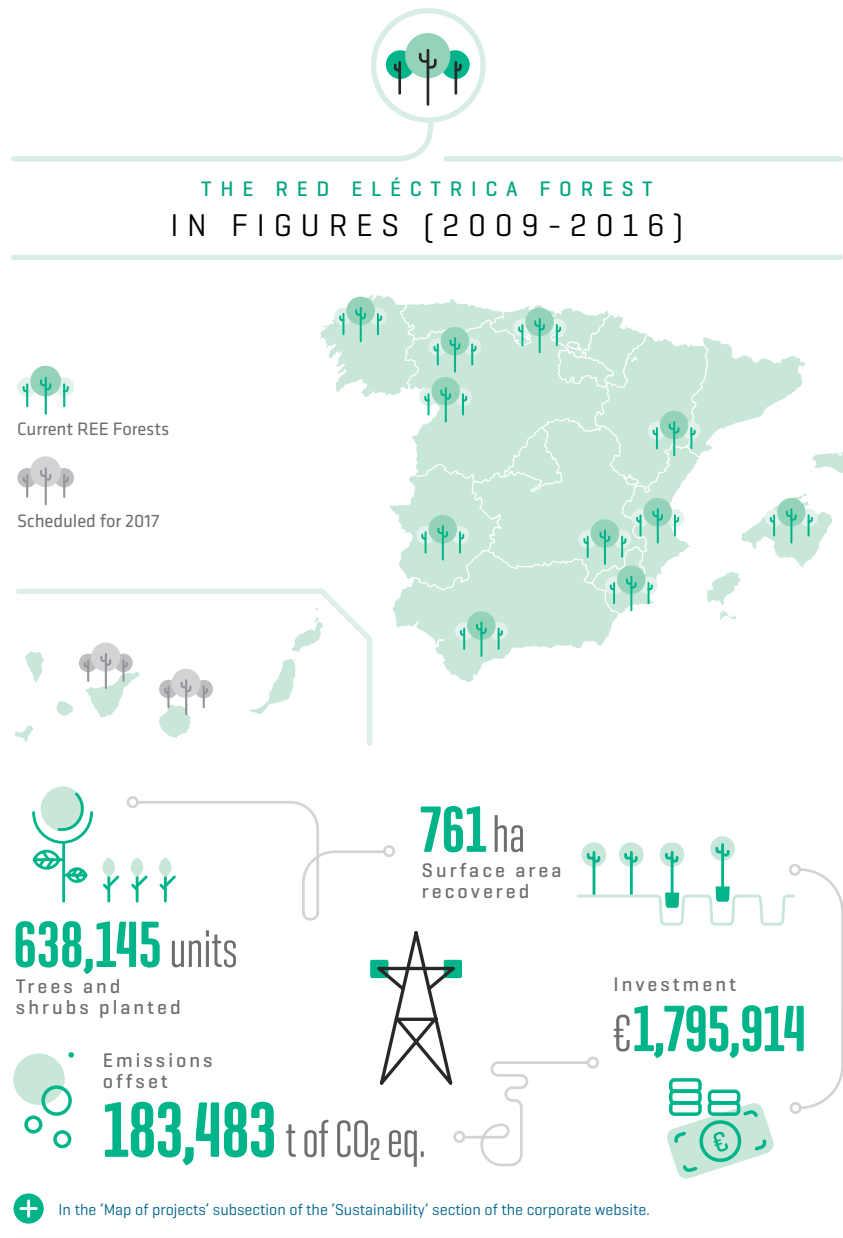 THE RED ELÉCTRICA FOREST
IN FIGURES (2009-2016)
Current REE Forests
Scheduled for 2017
761 ha
Surface area
recovered
638,145 units
Trees and
shrubs planted
Investment
€1,795,914
Emissions
offset
183,483 t of CO₂ eq.
In the ‘Map of projects’ subsection of the ‘Sustainability’ section of the corporate website.